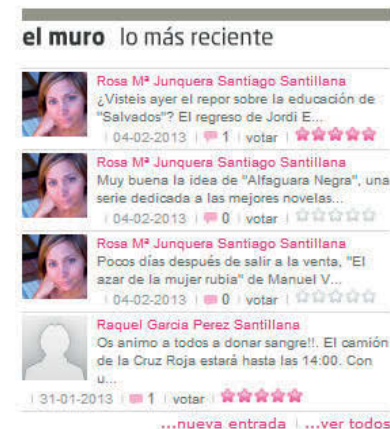 el muro lo más reciente
Rosa Mª Junquera Santiago Santillana
¿Visteis ayer el repor sobre la educación de
"Salvados"? El regreso de Jordi E...
04-02-2013 | 1 | votar |
Rosa Mª Junquera Santiago Santillana
Muy buena la idea de "Alfaguara Negra", una
serie dedicada a las mejores novelas...
| 04-02-2013 | 0 | votar |
Rosa Mª Junquera Santiago Santillana
Pocos días después de salir a la venta, "El
azar de la mujer rubia" de Manuel V...
| 04-02-2013 | 0 | votar |
Raquel Garcia Perez Santillana
Os animo a todos a donar sangre!!. El camión
de la Cruz Roja estará hasta las 14:00. Con
u...
| 31-01-2013 | 1 | votar |
...nueva entrada | ...ver todos